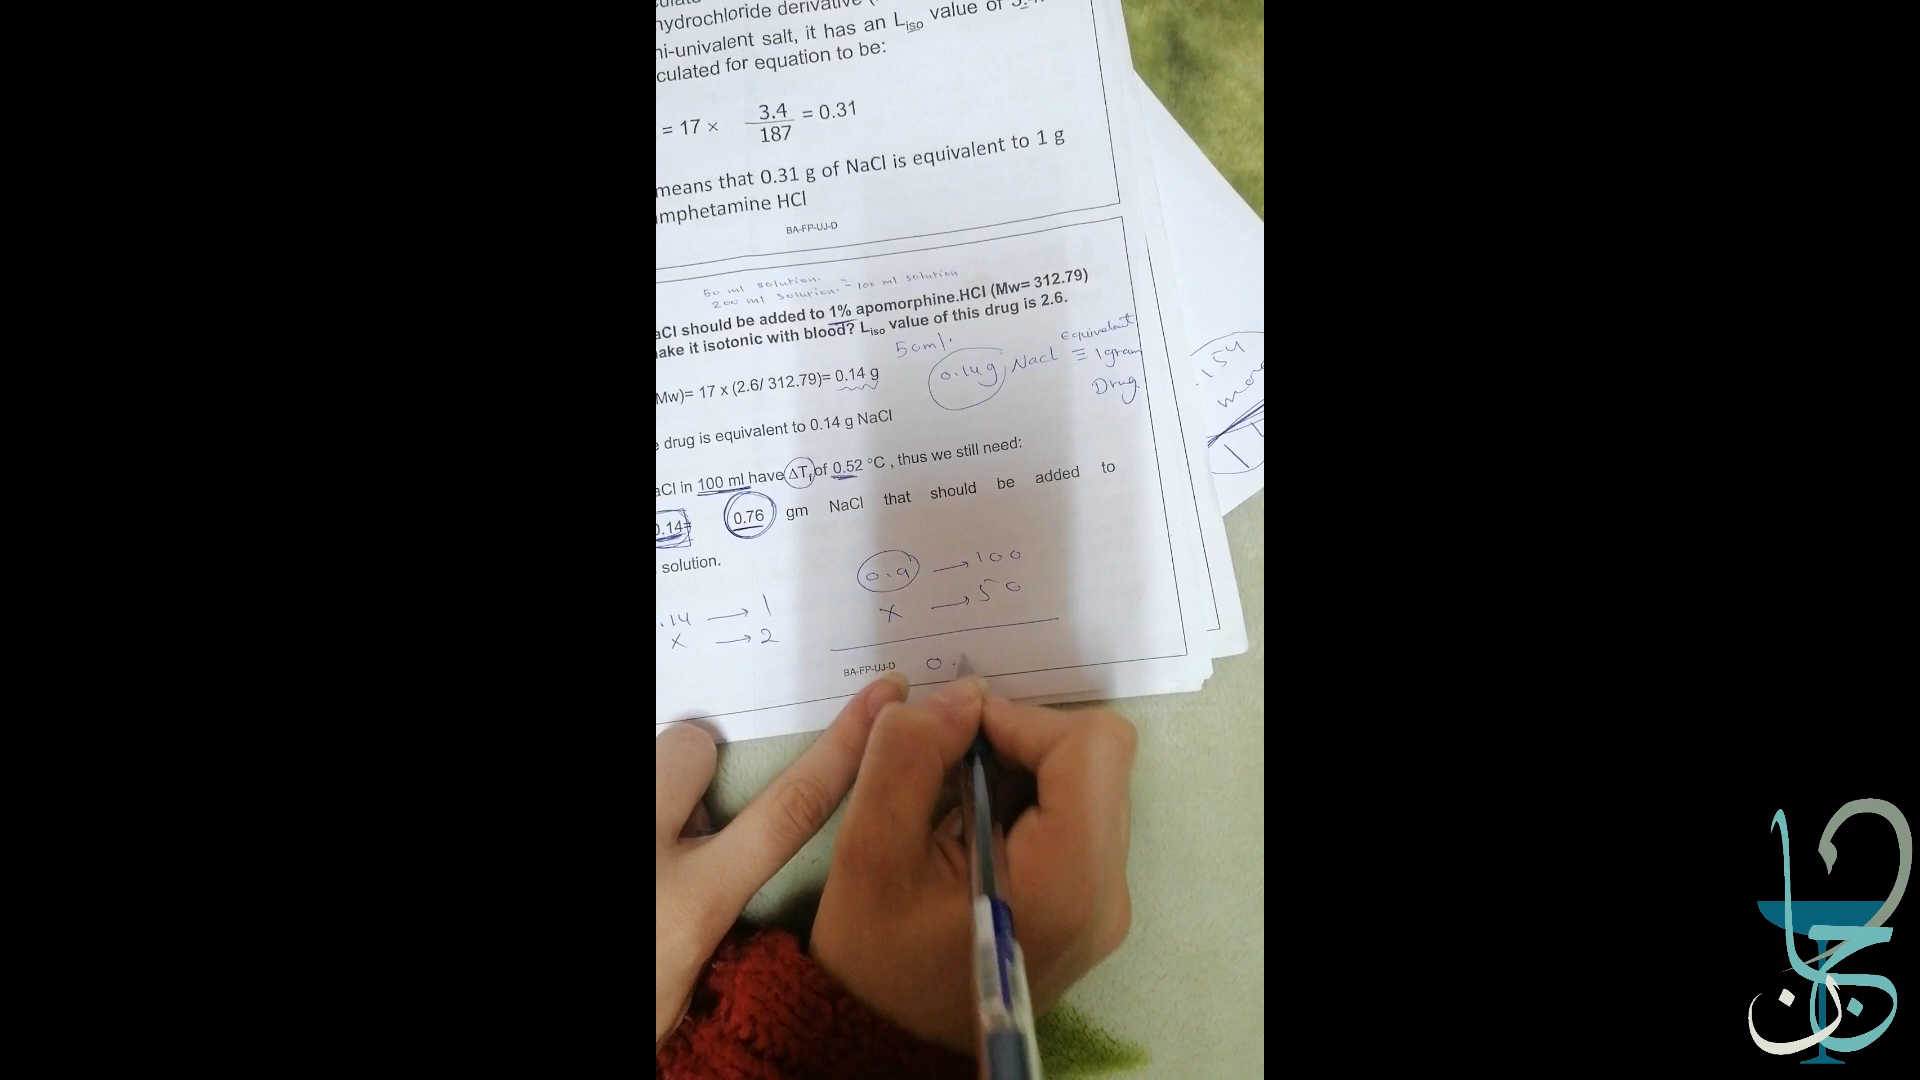 hydrochloride derivative
ni-univalent salt, it has an Liso value of 3.4
culated for equation to be:
= 17 × 3.4/187 = 0.31
means that 0.31 g of NaCl is equivalent to 1 g
mphetamine HCl
BA-FP-UJ-D
50 ml solution.
200 ml solution. - 100 ml solution
aCl should be added to 1% apomorphine.HCl (Mw= 312.79)
ake it isotonic with blood? Liso value of this drug is 2.6.
50ml.
0.14g NaCl ≡ 1 gram
Equivalent
Drug
Mw)= 17 x (2.6/ 312.79)= 0.14 g
.154
drug is equivalent to 0.14 g NaCl
aCl in 100 ml have ΔTf of 0.52 °C , thus we still need:
0.14= 0.76 gm NaCl that should be added to
solution.
0.9 → 100
x → 50
.14 → 1
x → 2
BA-FP-UJ-D
0.